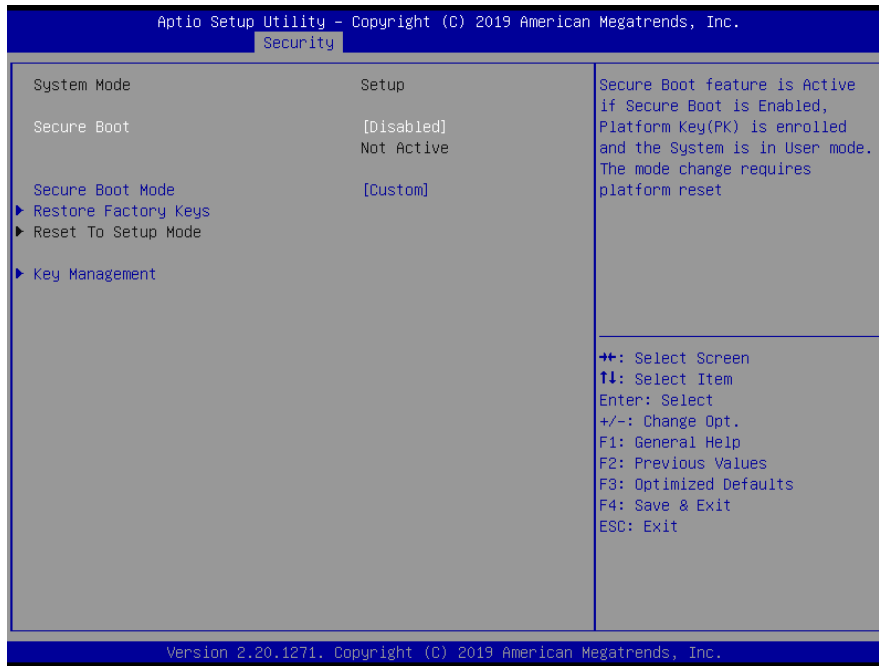 Aptio Setup Utility – Copyright (C) 2019 American Megatrends, Inc.
Security
System Mode Setup
Secure Boot [Disabled]
Not Active
Secure Boot Mode [Custom]
Restore Factory Keys
Reset To Setup Mode
Key Management
Secure Boot feature is Active
if Secure Boot is Enabled,
Platform Key(PK) is enrolled
and the System is in User mode.
The mode change requires
platform reset
→←: Select Screen
↑↓: Select Item
Enter: Select
+/-: Change Opt.
F1: General Help
F2: Previous Values
F3: Optimized Defaults
F4: Save & Exit
ESC: Exit
Version 2.20.1271. Copyright (C) 2019 American Megatrends, Inc.